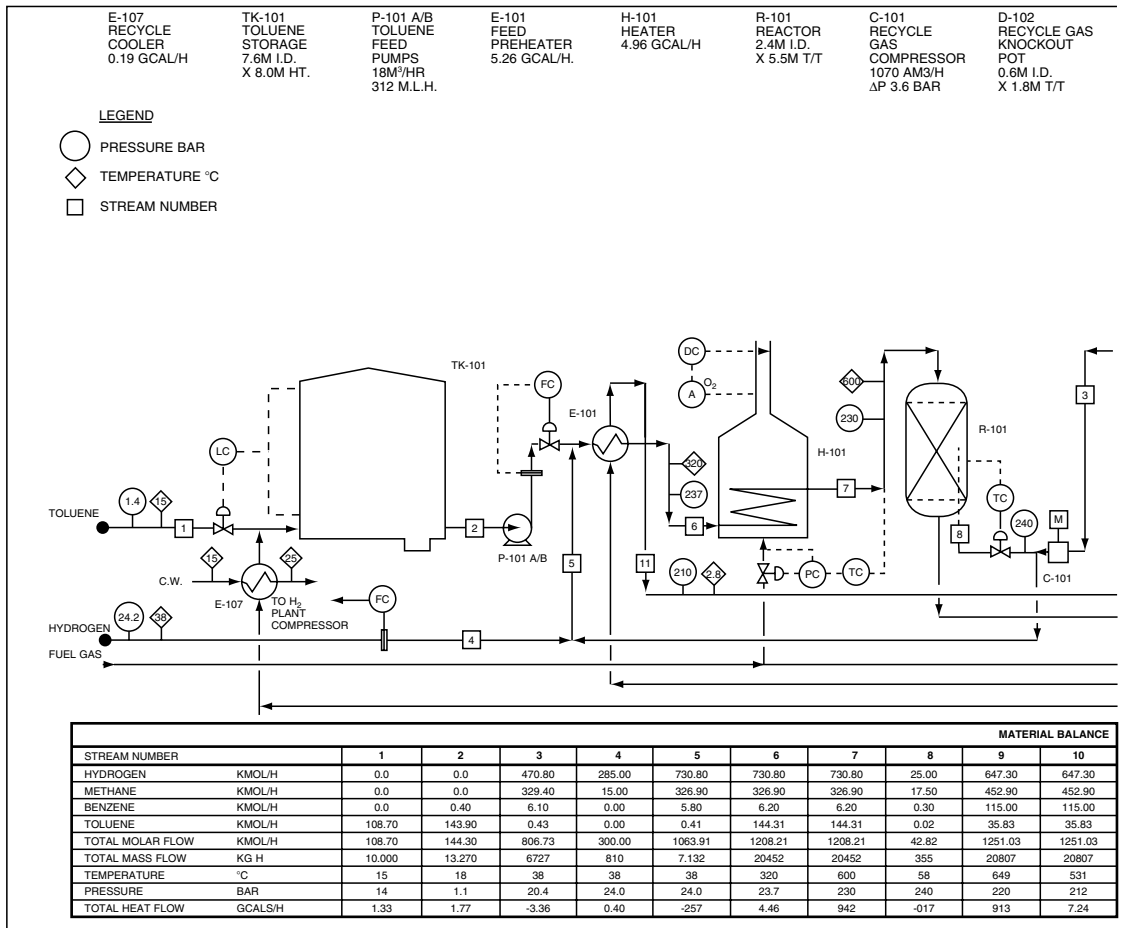 E-107
RECYCLE
COOLER
0.19 GCAL/H
TK-101
TOLUENE
STORAGE
7.6M I.D.
X 8.0M HT.
P-101 A/B
TOLUENE
FEED
PUMPS
18M³/HR
312 M.L.H.
E-101
FEED
PREHEATER
5.26 GCAL/H.
H-101
HEATER
4.96 GCAL/H
R-101
REACTOR
2.4M I.D.
X 5.5M T/T
C-101
RECYCLE
GAS
COMPRESSOR
1070 AM3/H
ΔP 3.6 BAR
D-102
RECYCLE GAS
KNOCKOUT
POT
0.6M I.D.
X 1.8M T/T
LEGEND
PRESSURE BAR
TEMPERATURE °C
STREAM NUMBER
TK-101
LC
FC
E-101
DC
A
O₂
H-101
600
230
R-101
3
TC
M
240
8
C-101
TOLUENE
1.4
15
1
2
P-101 A/B
320
237
6
7
5
11
210
2.8
PC
TC
C.W.
15
25
E-107
TO H₂
PLANT
COMPRESSOR
FC
HYDROGEN
24.2
38
4
FUEL GAS
MATERIAL BALANCE
STREAM NUMBER 1 2 3 4 5 6 7 8 9 10
HYDROGEN KMOL/H 0.0 0.0 470.80 285.00 730.80 730.80 730.80 25.00 647.30 647.30
METHANE KMOL/H 0.0 0.0 329.40 15.00 326.90 326.90 326.90 17.50 452.90 452.90
BENZENE KMOL/H 0.0 0.40 6.10 0.00 5.80 6.20 6.20 0.30 115.00 115.00
TOLUENE KMOL/H 108.70 143.90 0.43 0.00 0.41 144.31 144.31 0.02 35.83 35.83
TOTAL MOLAR FLOW KMOL/H 108.70 144.30 806.73 300.00 1063.91 1208.21 1208.21 42.82 1251.03 1251.03
TOTAL MASS FLOW KG H 10.000 13.270 6727 810 7.132 20452 20452 355 20807 20807
TEMPERATURE °C 15 18 38 38 38 320 600 58 649 531
PRESSURE BAR 14 1.1 20.4 24.0 24.0 23.7 230 240 220 212
TOTAL HEAT FLOW GCALS/H 1.33 1.77 -3.36 0.40 -257 4.46 942 -017 913 7.24